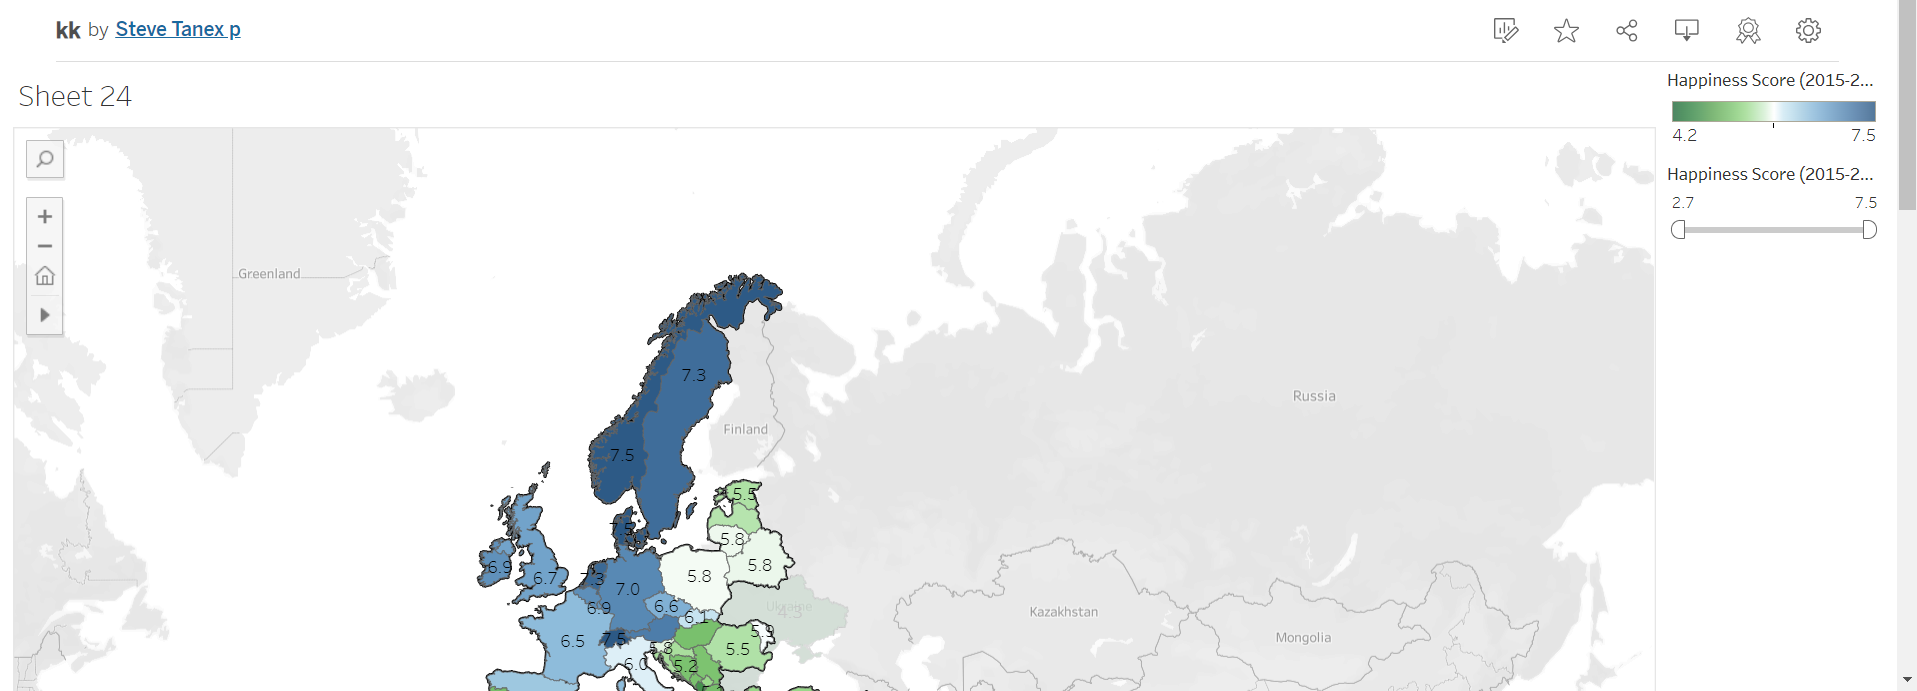 kk by Steve Tanex p
Sheet 24
Happiness Score (2015-2...
4.2 7.5
Happiness Score (2015-2...
2.7 7.5
Greenland
Russia
Finland
Kazakhstan
Mongolia
Ukraine
7.3
7.5
5.5
7.5
5.8
5.8
5.8
6.9
6.7
7.3
7.0
6.9
6.6
6.1
4.3
6.5
7.5
5.9
5.5
5.8
6.0
5.2